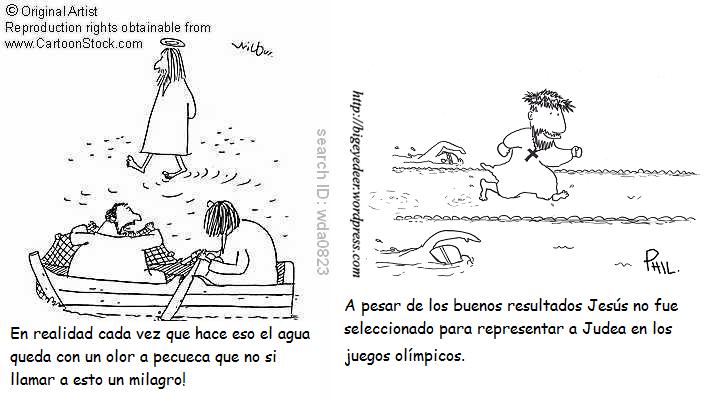 © Original Artist
Reproduction rights obtainable from
www.CartoonStock.com
Wilbur.
search ID: wda0823
En realidad cada vez que hace eso el agua
queda con un olor a pecueca que no si
llamar a esto un milagro!
http://bigeyedeer.wordpress.com
PHIL.
A pesar de los buenos resultados Jesús no fue
seleccionado para representar a Judea en los
juegos olímpicos.